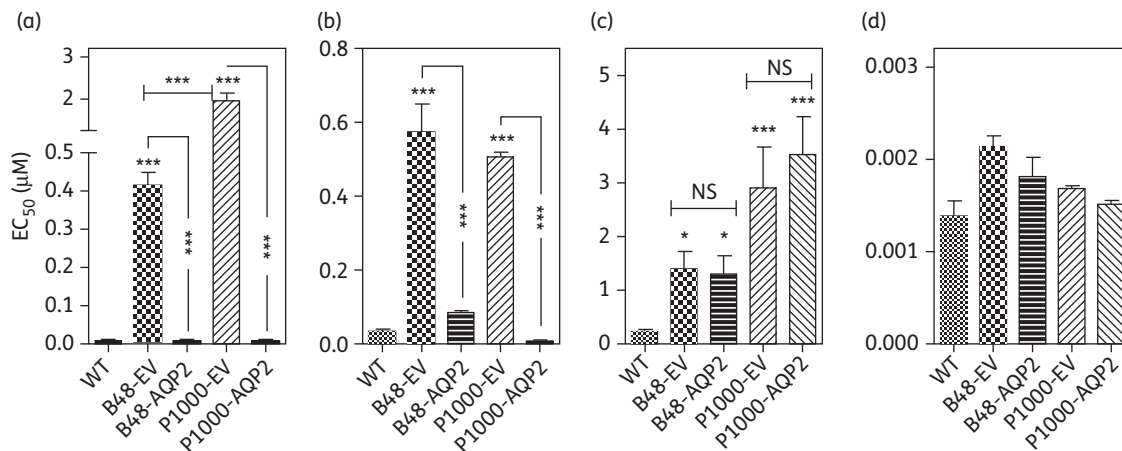 (a)
EC50 (µM)
3
2
0.5
0.4
0.3
0.2
0.1
0.0
***
***
***
***
***
WT
B48-EV
B48-AQP2
P1000-EV
P1000-AQP2
(b)
0.8
0.6
0.4
0.2
0.0
***
***
***
***
WT
B48-EV
B48-AQP2
P1000-EV
P1000-AQP2
(c)
5
4
3
2
1
0
NS
NS
*
*
***
***
WT
B48-EV
B48-AQP2
P1000-EV
P1000-AQP2
(d)
0.003
0.002
0.001
0.000
WT
B48-EV
B48-AQP2
P1000-EV
P1000-AQP2